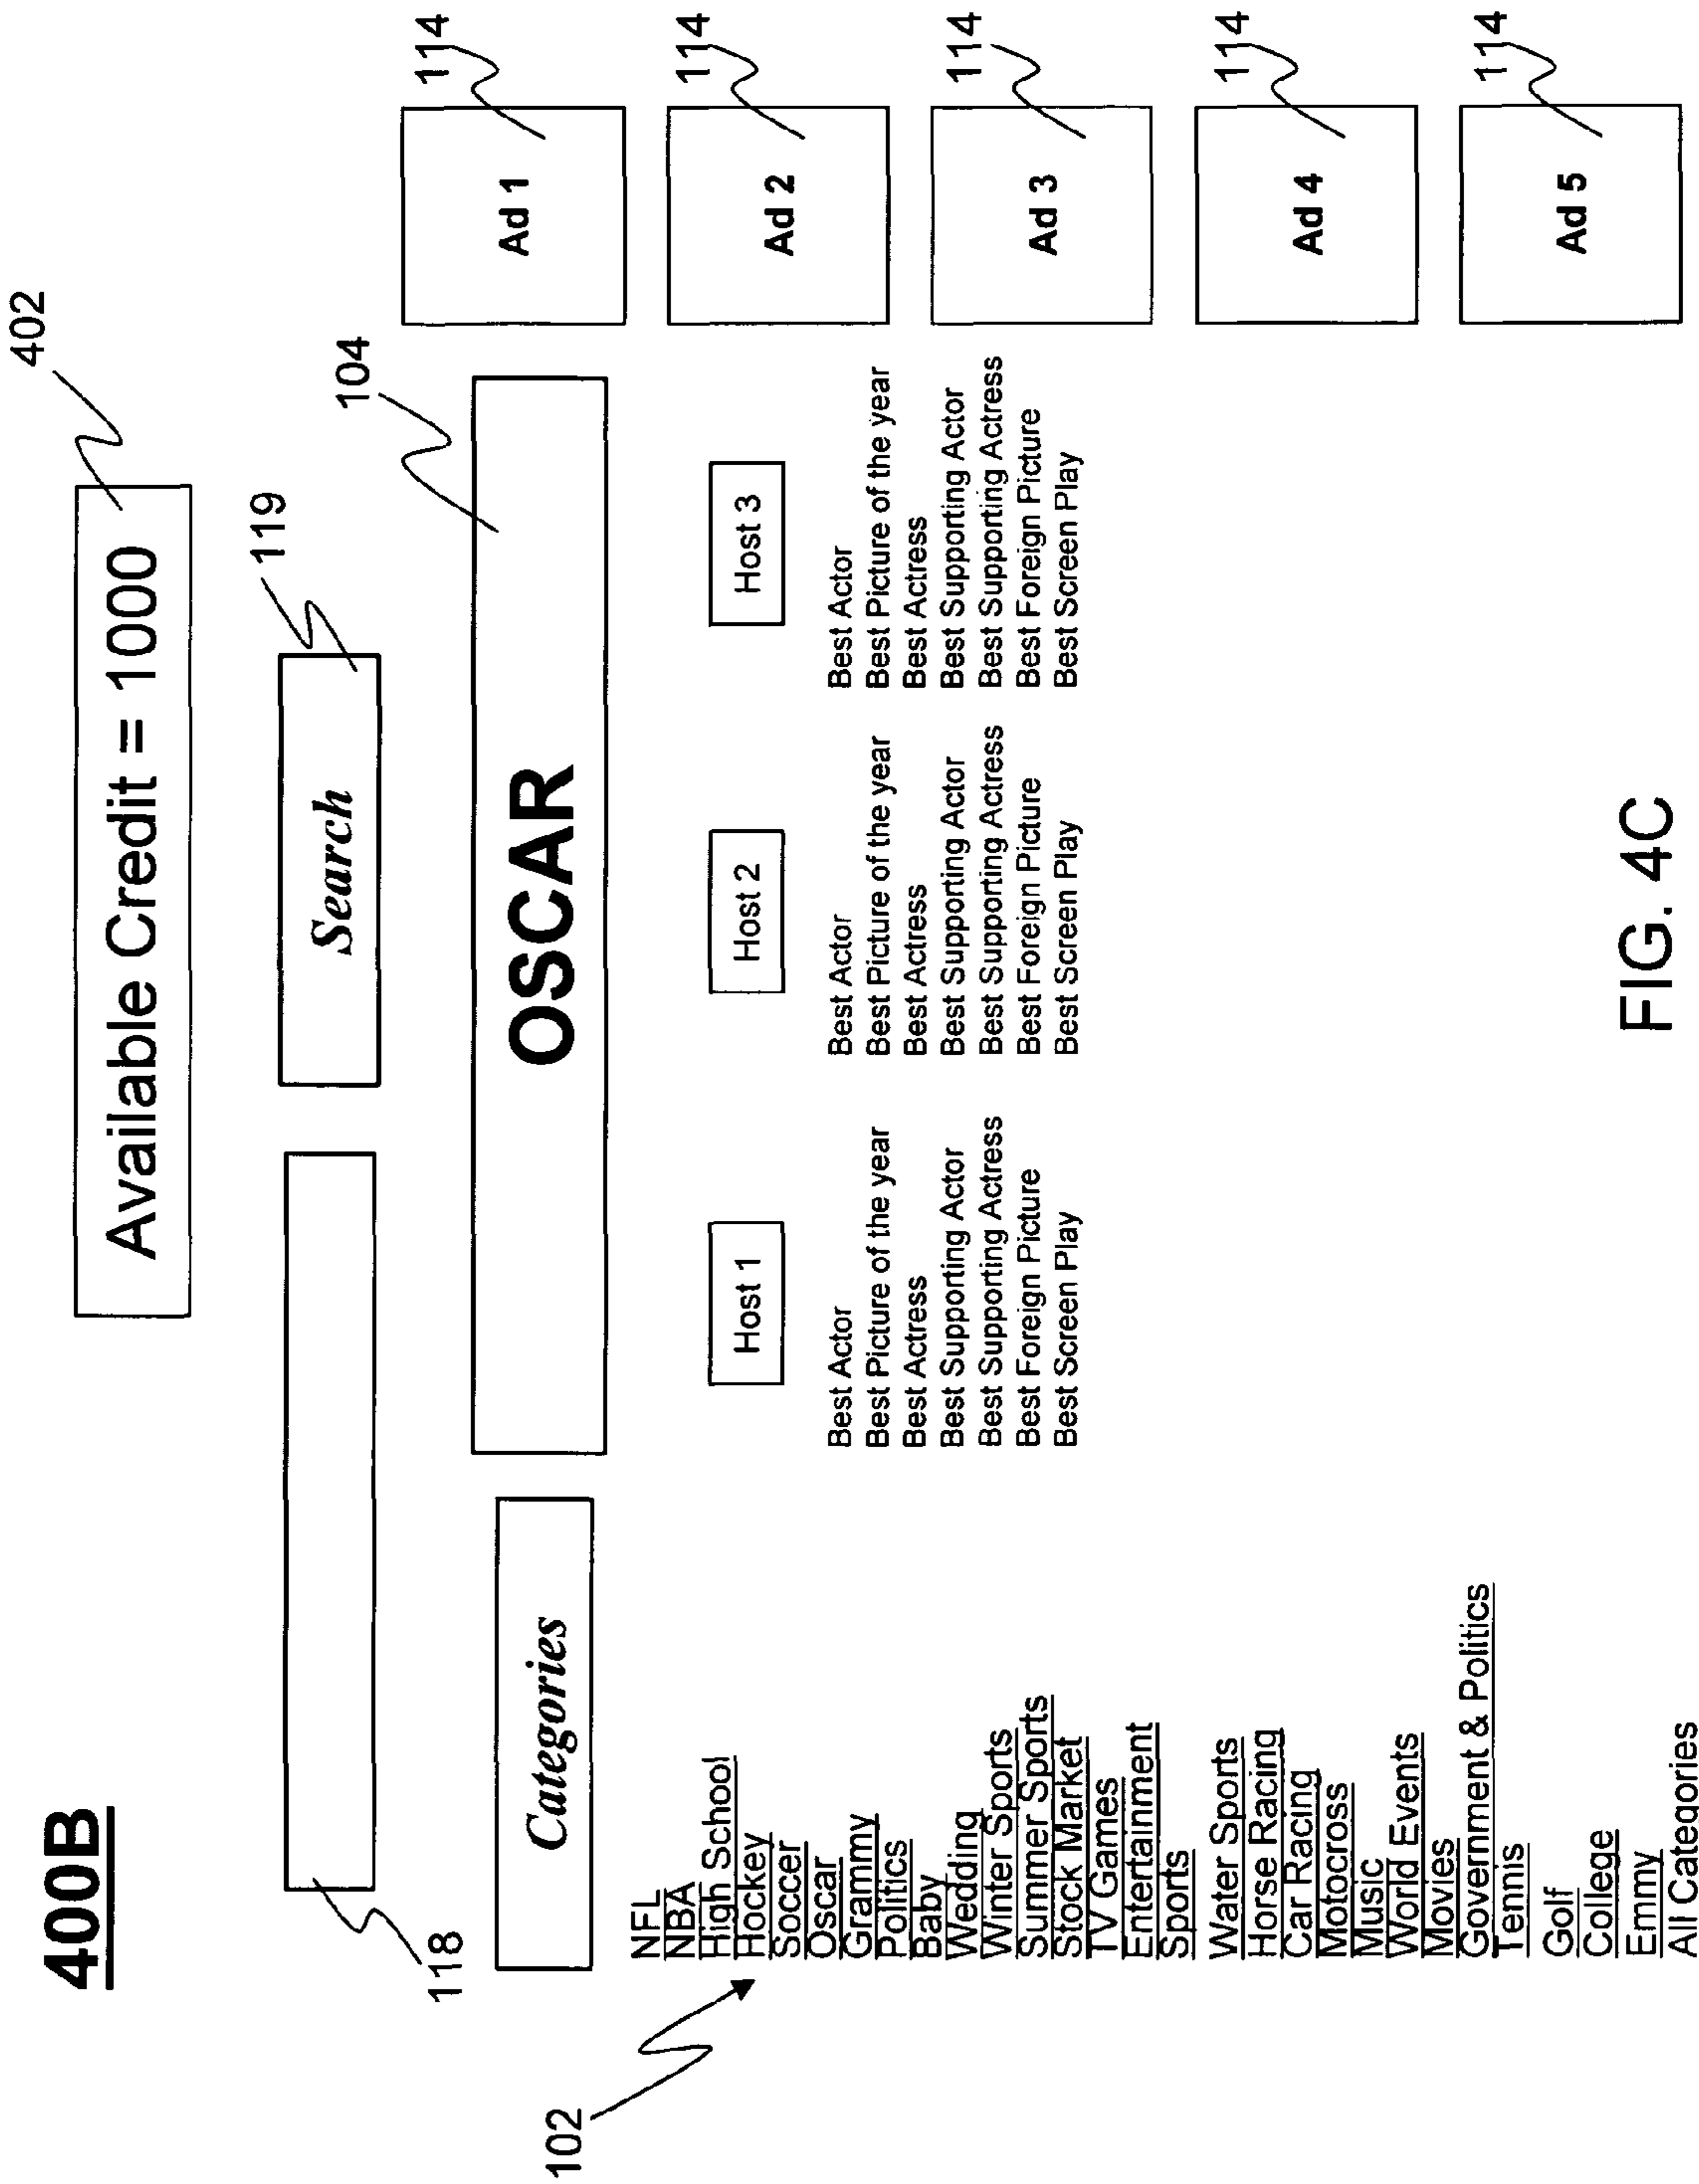 400B
Available Credit = 1000
402
118
Search
119
Categories
OSCAR
104
102
NFL
NBA
High School
Hockey
Soccer
Oscar
Grammy
Politics
Baby
Wedding
Winter Sports
Summer Sports
Stock Market
TV Games
Entertainment
Sports
Water Sports
Horse Racing
Car Racing
Motocross
Music
World Events
Movies
Government & Politics
Tennis
Golf
College
Emmy
All Categories
Host 1
Best Actor
Best Picture of the year
Best Actress
Best Supporting Actor
Best Supporting Actress
Best Foreign Picture
Best Screen Play
Host 2
Best Actor
Best Picture of the year
Best Actress
Best Supporting Actor
Best Supporting Actress
Best Foreign Picture
Best Screen Play
Host 3
Best Actor
Best Picture of the year
Best Actress
Best Supporting Actor
Best Supporting Actress
Best Foreign Picture
Best Screen Play
Ad 1
114
Ad 2
114
Ad 3
114
Ad 4
114
Ad 5
114
FIG. 4C